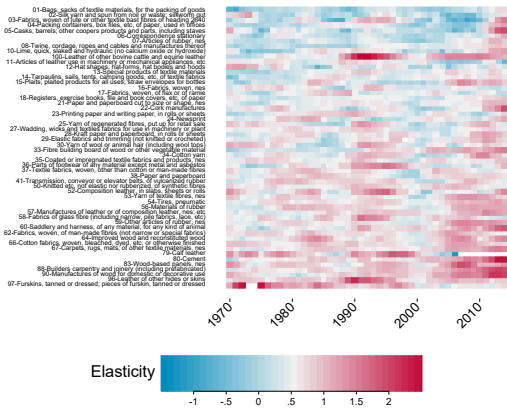 01-Bags, sacks of textile materials, for the packing of goods
02-Silk yarn and spun from noil or waste; silkworm gut
03-Fabrics, woven of jute or other textile bast fibres of heading 2640
04-Packing containers, box files, etc, of paper, used in offices
05-Casks, barrels; other coopers products and parts, including staves
06-Correspondence stationary
07-Articles of rubber, nes
08-Twine, cordage, ropes and cables and manufactures thereof
10-Lime, quick, slaked and hydraulic (no calcium oxide or hydroxide)
100-Leather of other bovine cattle and equine leather
11-Articles of leather use in machinery or mechanical appliances, etc
12-Hat shapes, hat-forms, hat bodies and hoods
13-Special products of textile materials
14-Tarpaulins, sails, tents, camping goods, etc, of textile fabrics
15-Plaits, plaited products for all uses; straw envelopes for bottles
16-Fabrics, woven, nes
17-Fabrics, woven, of flax or of ramie
18-Registers, exercise books, file and book covers, etc, of paper
21-Paper and paperboard cut to size or shape, nes
22-Cork manufactures
23-Printing paper and writing paper, in rolls or sheets
24-Newsprint
25-Yarn of regenerated fibres, put up for retail sale
27-Wadding, wicks and textiles fabrics for use in machinery or plant
28-Kraft paper and paperboard, in rolls or sheets
29-Elastic fabrics and trimming (not knitted or crocheted)
30-Yarn of wool or animal hair (including wool tops)
33-Fibre building board of wood or other vegetable material
34-Cotton yarn
35-Coated or impregnated textile fabrics and products, nes
36-Parts of footwear of any material except metal and asbestos
37-Textile fabrics, woven, other than cotton or man-made fibres
38-Paper and paperboard
41-Transmission, conveyor or elevator belts, of vulcanized rubber
50-Knitted etc, not elastic nor rubberized, of synthetic fibres
52-Composition leather, in slabs, sheets or rolls
53-Yarn of textile fibres, nes
54-Tires, pneumatic
56-Materials of rubber
57-Manufactures of leather or of composition leather, nes; etc
58-Fabrics of glass fibre (including narrow, pile fabrics, lace, etc)
59-Other articles of rubber, nes
60-Saddlery and harness, of any material, for any kind of animal
62-Fabrics, woven, of man-made fibres (not narrow or special fabrics)
64-Improved wood and reconstituted wood
66-Cotton fabrics, woven, bleached, dyed, etc, or otherwise finished
67-Carpets, rugs, mats, of other textile materials, nes
79-Calf leather
80-Cement
83-Wood-based panels, nes
88-Builders carpentry and joinery (including prefabricated)
90-Manufactures of wood for domestic or decorative use
96-Leather of other hides or skins
97-Furskins, tanned or dressed; pieces of furskin, tanned or dressed
1970 1980 1990 2000 2010
Elasticity
-1 -.5 0 .5 1 1.5 2